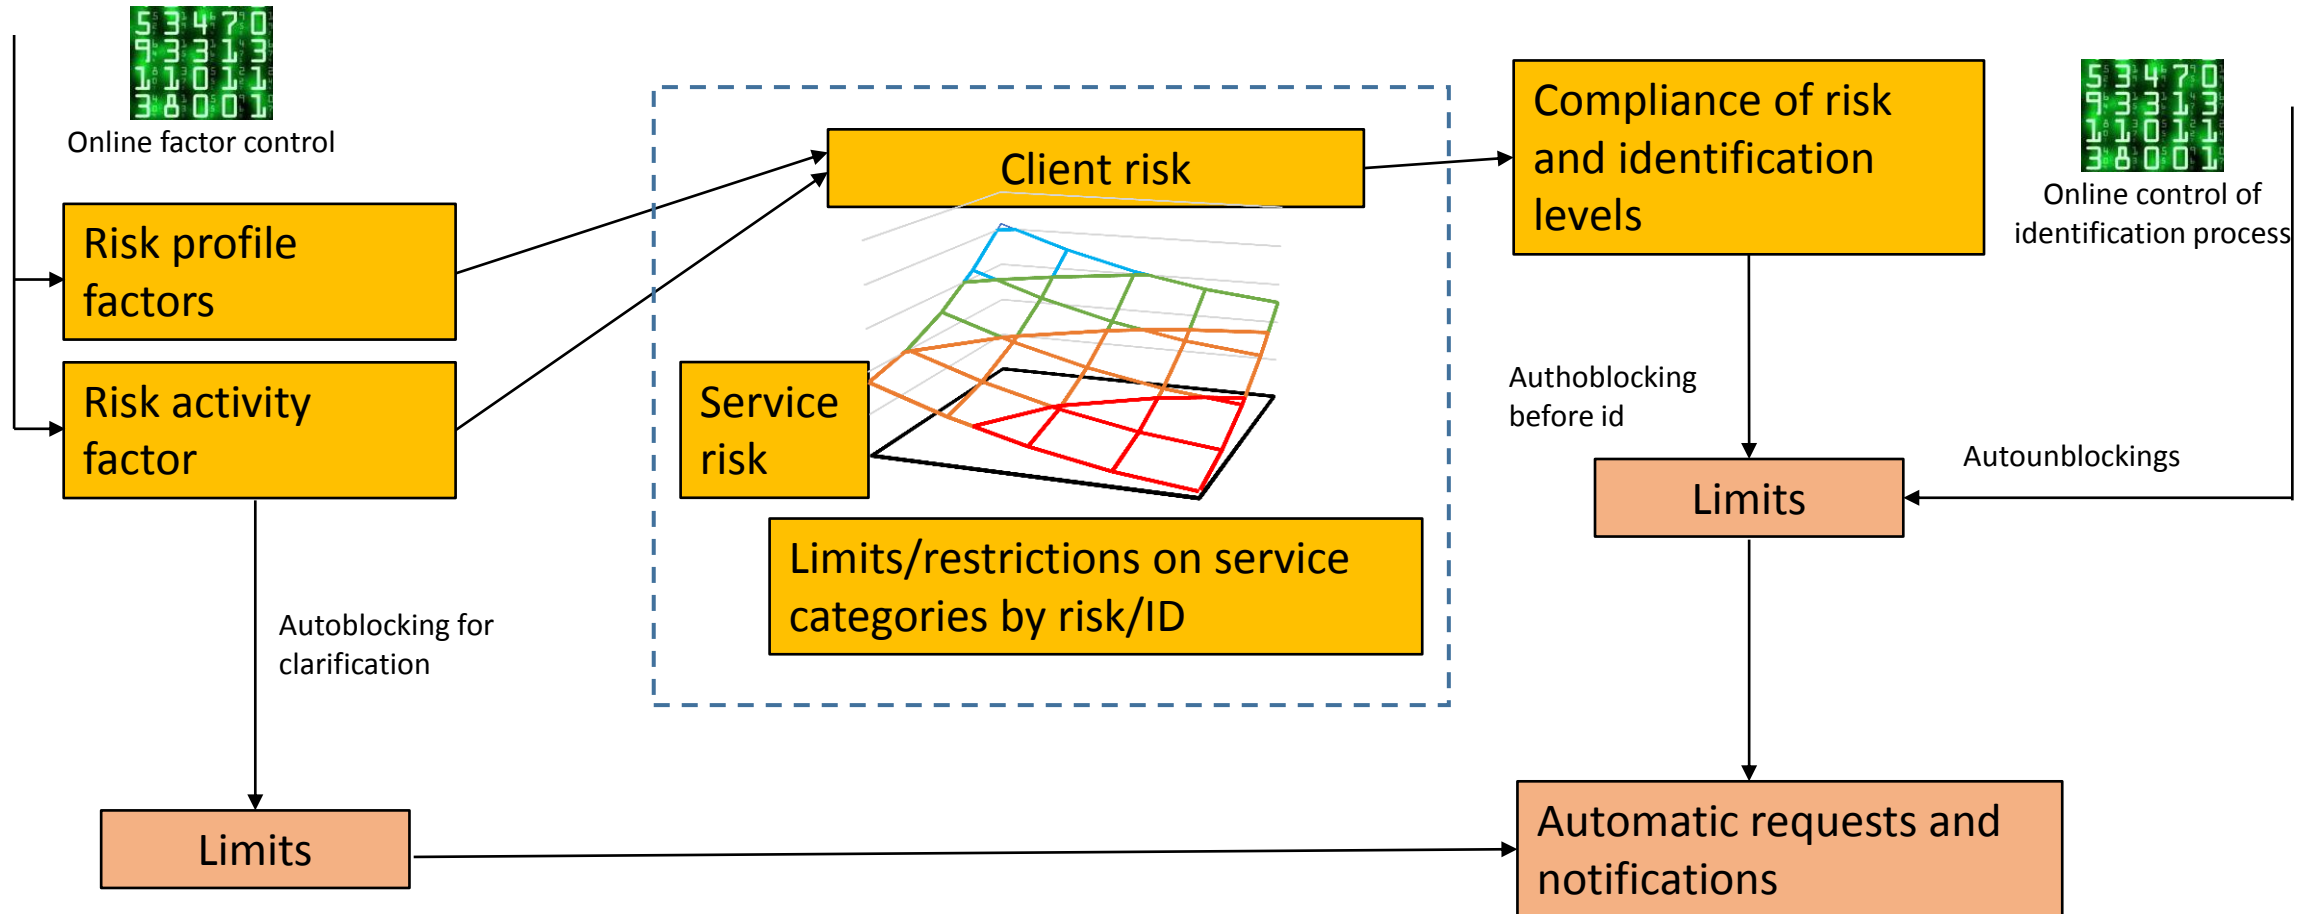 5 3 4 7 0
9 3 3 1 3
1 1 0 1 1
3 8 0 0 1
Online factor control
Risk profile
factors
Risk activity
factor
Autoblocking for
clarification
Limits
Client risk
Service
risk
Limits/restrictions on service
categories by risk/ID
Compliance of risk
and identification
levels
5 3 4 7 0
9 3 3 1 3
1 1 0 1 1
3 8 0 0 1
Online control of
identification process
Authoblocking
before id
Autounblockings
Limits
Automatic requests and
notifications